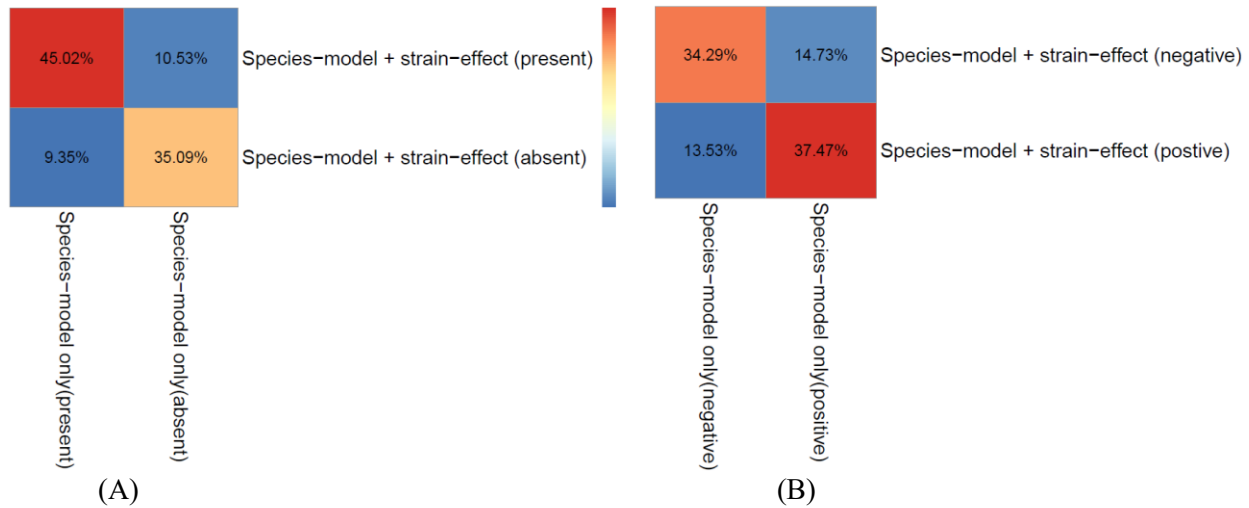 45.02% 10.53% Species−model + strain−effect (present)
9.35% 35.09% Species−model + strain−effect (absent)
Species−model only(present)
Species−model only(absent)
(A)
34.29% 14.73% Species−model + strain−effect (negative)
13.53% 37.47% Species−model + strain−effect (postive)
Species−model only(negative)
Species−model only(positive)
(B)